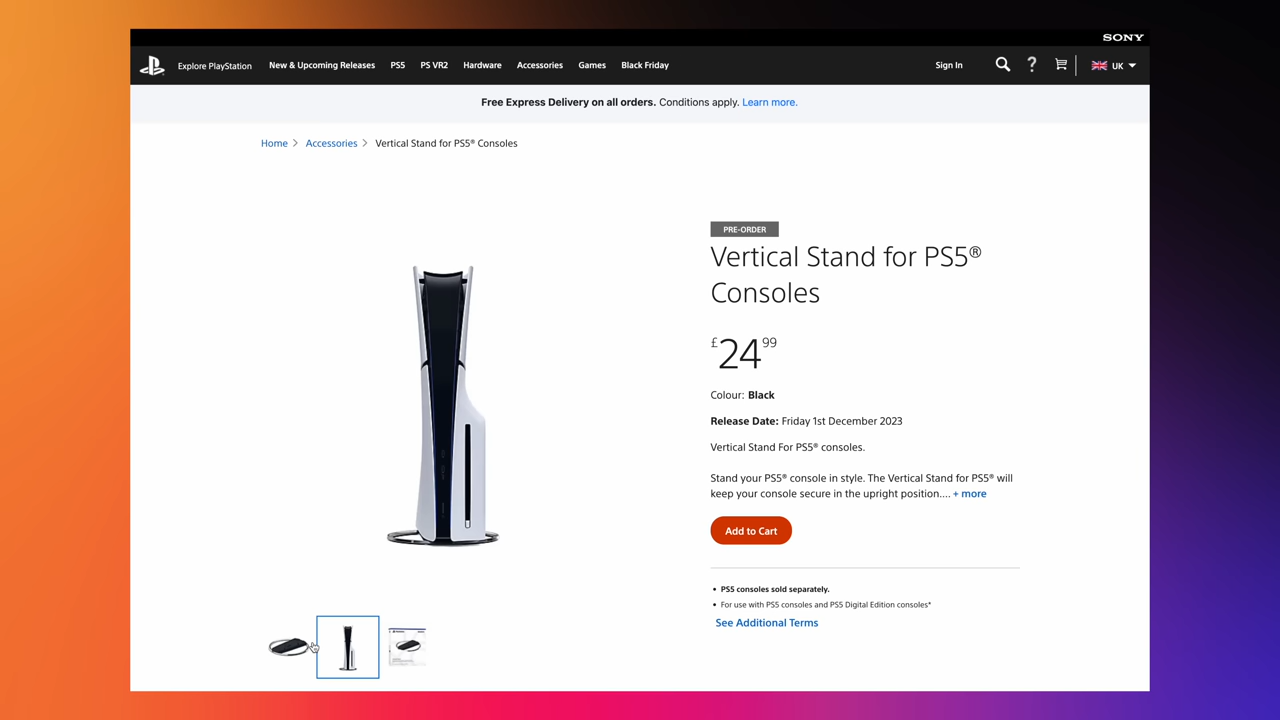 SONY
Explore PlayStation
New & Upcoming Releases
PS5
PS VR2
Hardware
Accessories
Games
Black Friday
Sign In
UK
Free Express Delivery on all orders. Conditions apply. Learn more.
Home > Accessories > Vertical Stand for PS5® Consoles
PRE-ORDER
Vertical Stand for PS5®
Consoles
£24 99
Colour: Black
Release Date: Friday 1st December 2023
Vertical Stand For PS5® consoles.
Stand your PS5® console in style. The Vertical Stand for PS5® will
keep your console secure in the upright position.... + more
Add to Cart
• PS5 consoles sold separately.
• For use with PS5 consoles and PS5 Digital Edition consoles*
See Additional Terms